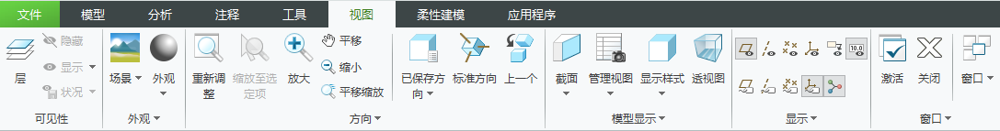 文件 模型 分析 注释 工具 视图 柔性建模 应用程序
层
隐藏
显示
状况
可见性
场景
外观
外观
重新调整
缩放至选定项
放大
平移
缩小
平移缩放
已保存方向
标准方向
上一个
方向
截面
管理视图
显示样式
透视图
模型显示
10.0
显示
激活
关闭
窗口
窗口